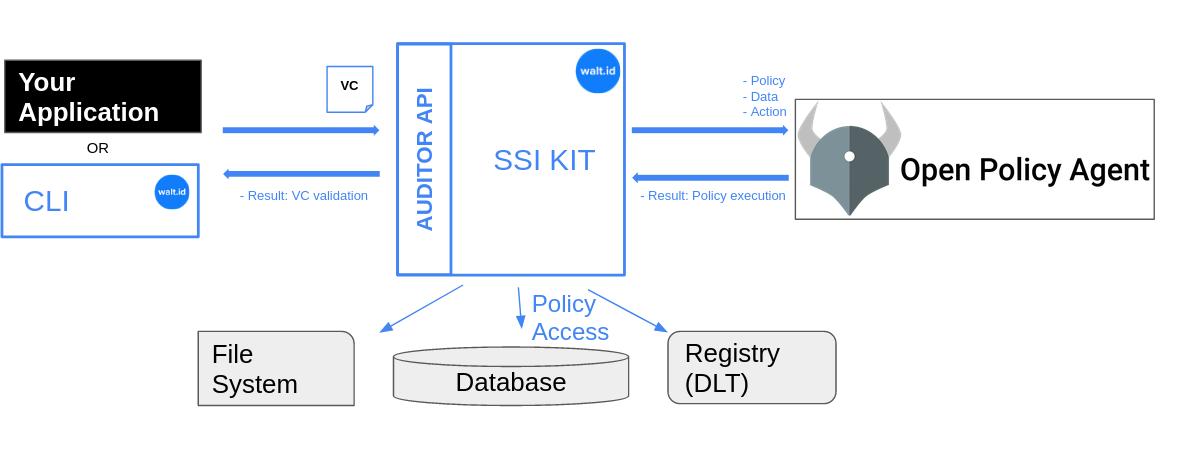 Your
Application
OR
CLI
walt.id
VC
- Result: VC validation
AUDITOR API
walt.id
SSI KIT
- Policy
- Data
- Action
- Result: Policy execution
Open Policy Agent
Policy
Access
File
System
Database
Registry
(DLT)